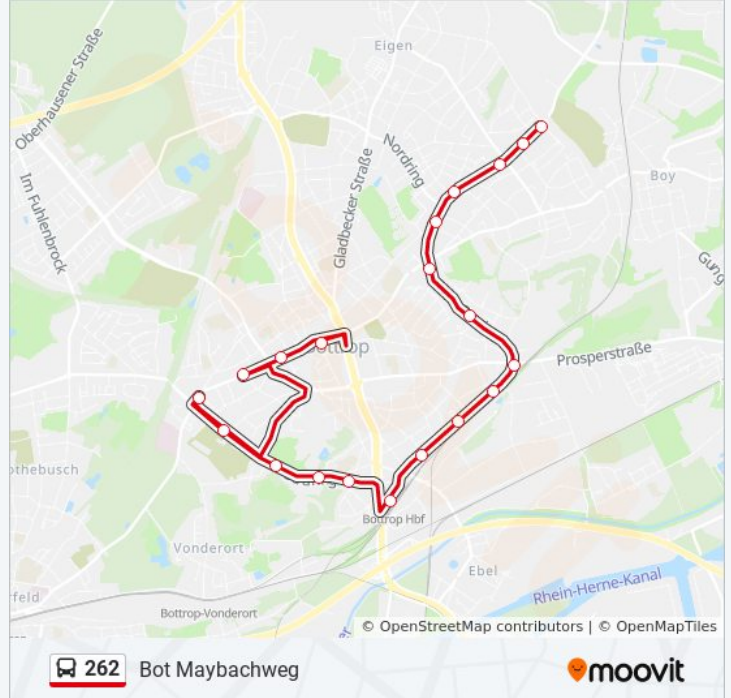 Eigen
Oberhausener Straße
Nordring
Gladbecker Straße
Boy
Im Fuhlenbrock
Gung
Bottrop
Prosperstraße
othebusch
Bottrop Hbf
Vonderort
Ebel
Rhein-Herne-Kanal
rfeld
Bottrop-Vonderort
er
© OpenStreetMap contributors | © OpenMapTiles
262 Bot Maybachweg
moovit